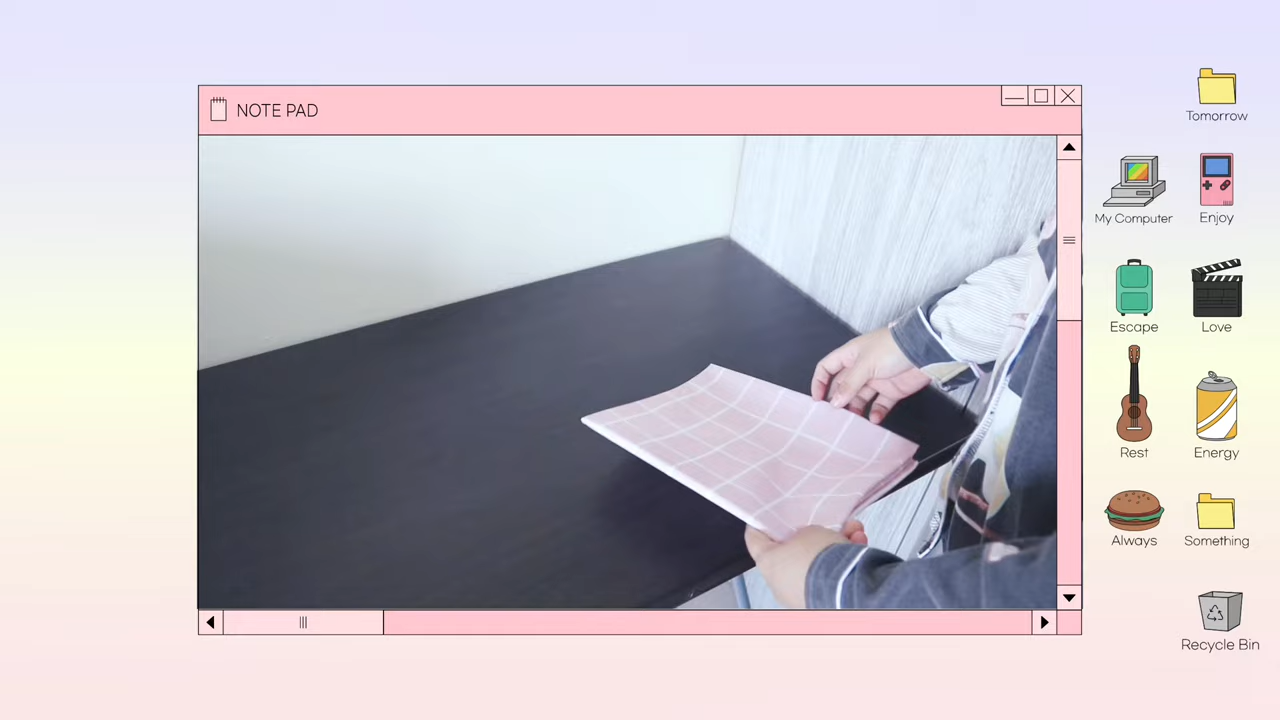 NOTE PAD
Tomorrow
My Computer
Enjoy
Escape
Love
Rest
Energy
Always
Something
Recycle Bin